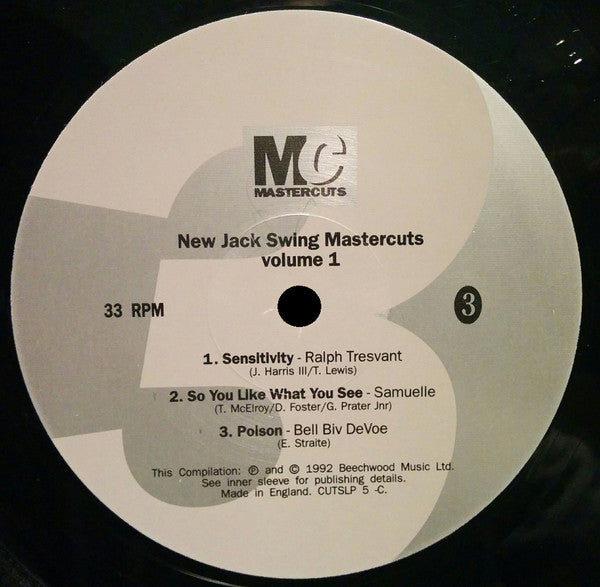 MC
MASTERCUTS
New Jack Swing Mastercuts
volume 1
33 RPM
3
1. Sensitivity - Ralph Tresvant
(J. Harris III/T. Lewis)
2. So You Like What You See - Samuelle
(T. McElroy/D. Foster/G. Prater Jnr)
3. Poison - Bell Biv DeVoe
(E. Straite)
This Compilation: ℗ and © 1992 Beechwood Music Ltd.
See inner sleeve for publishing details.
Made in England. CUTSLP 5 -C.
3